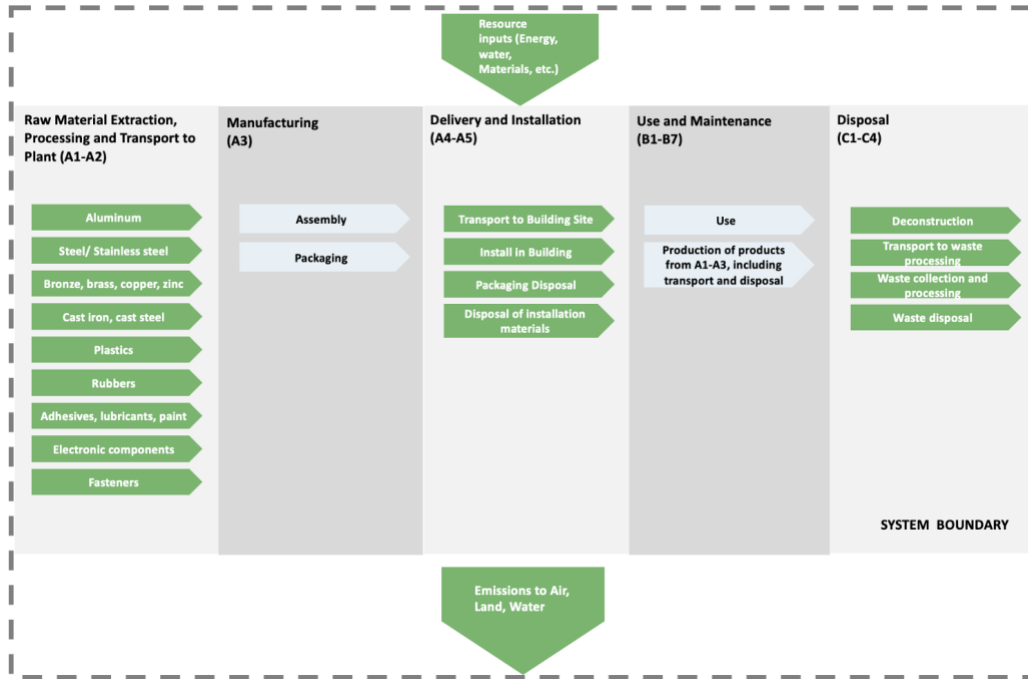 Resource
inputs (Energy,
water,
Materials, etc.)
Raw Material Extraction,
Processing and Transport to
Plant (A1-A2)
Aluminum
Steel/ Stainless steel
Bronze, brass, copper, zinc
Cast iron, cast steel
Plastics
Rubbers
Adhesives, lubricants, paint
Electronic components
Fasteners
Manufacturing
(A3)
Assembly
Packaging
Delivery and Installation
(A4-A5)
Transport to Building Site
Install in Building
Packaging Disposal
Disposal of installation
materials
Use and Maintenance
(B1-B7)
Use
Production of products
from A1-A3, including
transport and disposal
Disposal
(C1-C4)
Deconstruction
Transport to waste
processing
Waste collection and
processing
Waste disposal
SYSTEM BOUNDARY
Emissions to Air,
Land, Water